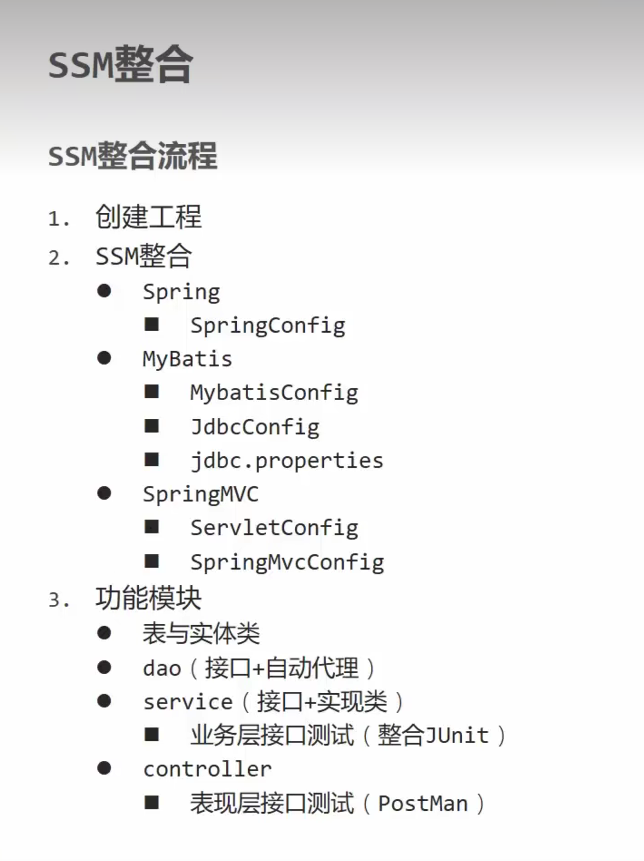 SSM整合
SSM整合流程
1. 创建工程
2. SSM整合
● Spring
■ SpringConfig
● MyBatis
■ MybatisConfig
■ JdbcConfig
■ jdbc.properties
● SpringMVC
■ ServletConfig
■ SpringMvcConfig
3. 功能模块
● 表与实体类
● dao（接口+自动代理）
● service（接口+实现类）
■ 业务层接口测试（整合JUnit）
● controller
■ 表现层接口测试（PostMan）